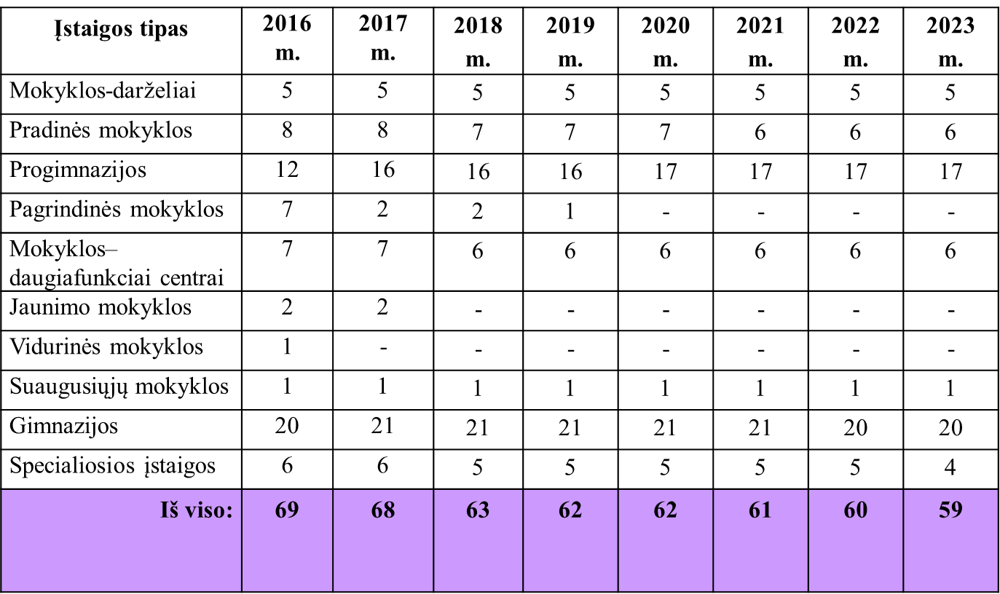 Įstaigos tipas 2016 m. 2017 m. 2018 m. 2019 m. 2020 m. 2021 m. 2022 m. 2023 m.
Mokyklos-darželiai 5 5 5 5 5 5 5 5
Pradinės mokyklos 8 8 7 7 7 6 6 6
Progimnazijos 12 16 16 16 17 17 17 17
Pagrindinės mokyklos 7 2 2 1 - - - -
Mokyklos–
daugiafunkciai centrai 7 7 6 6 6 6 6 6
Jaunimo mokyklos 2 2 - - - - - -
Vidurinės mokyklos 1 - - - - - - -
Suaugusiųjų mokyklos 1 1 1 1 1 1 1 1
Gimnazijos 20 21 21 21 21 21 20 20
Specialiosios įstaigos 6 6 5 5 5 5 5 4
Iš viso: 69 68 63 62 62 61 60 59